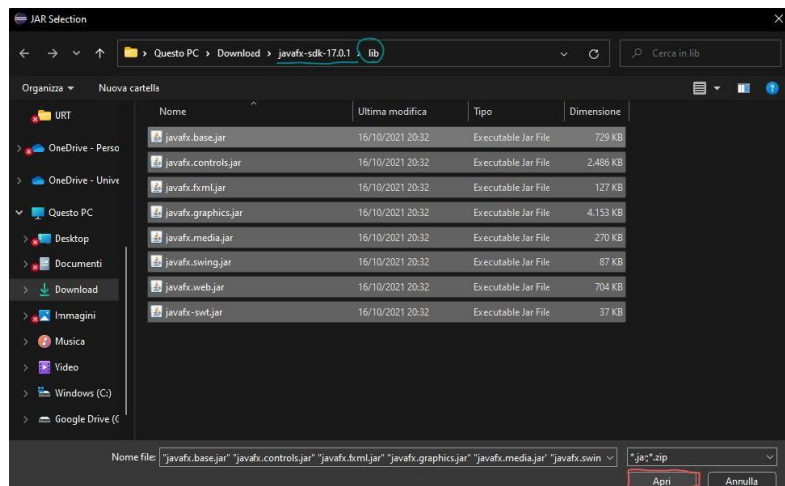 JAR Selection
Questo PC > Download > javafx-sdk-17.0.1 > lib
Cerca in lib
Organizza
Nuova cartella
Nome
Ultima modifica
Tipo
Dimensione
URT
OneDrive - Perso
OneDrive - Unive
Questo PC
Desktop
Documenti
Download
Immagini
Musica
Video
Windows (C:)
Google Drive (G
javafx.base.jar 16/10/2021 20:32 Executable Jar File 729 KB
javafx.controls.jar 16/10/2021 20:32 Executable Jar File 2.486 KB
javafx.fxml.jar 16/10/2021 20:32 Executable Jar File 127 KB
javafx.graphics.jar 16/10/2021 20:32 Executable Jar File 4.153 KB
javafx.media.jar 16/10/2021 20:32 Executable Jar File 270 KB
javafx.swing.jar 16/10/2021 20:32 Executable Jar File 87 KB
javafx.web.jar 16/10/2021 20:32 Executable Jar File 704 KB
javafx-swt.jar 16/10/2021 20:32 Executable Jar File 37 KB
Nome file: "javafx.base.jar" "javafx.controls.jar" "javafx.fxml.jar" "javafx.graphics.jar" "javafx.media.jar" "javafx.swin
*.jar;*.zip
Apri
Annulla